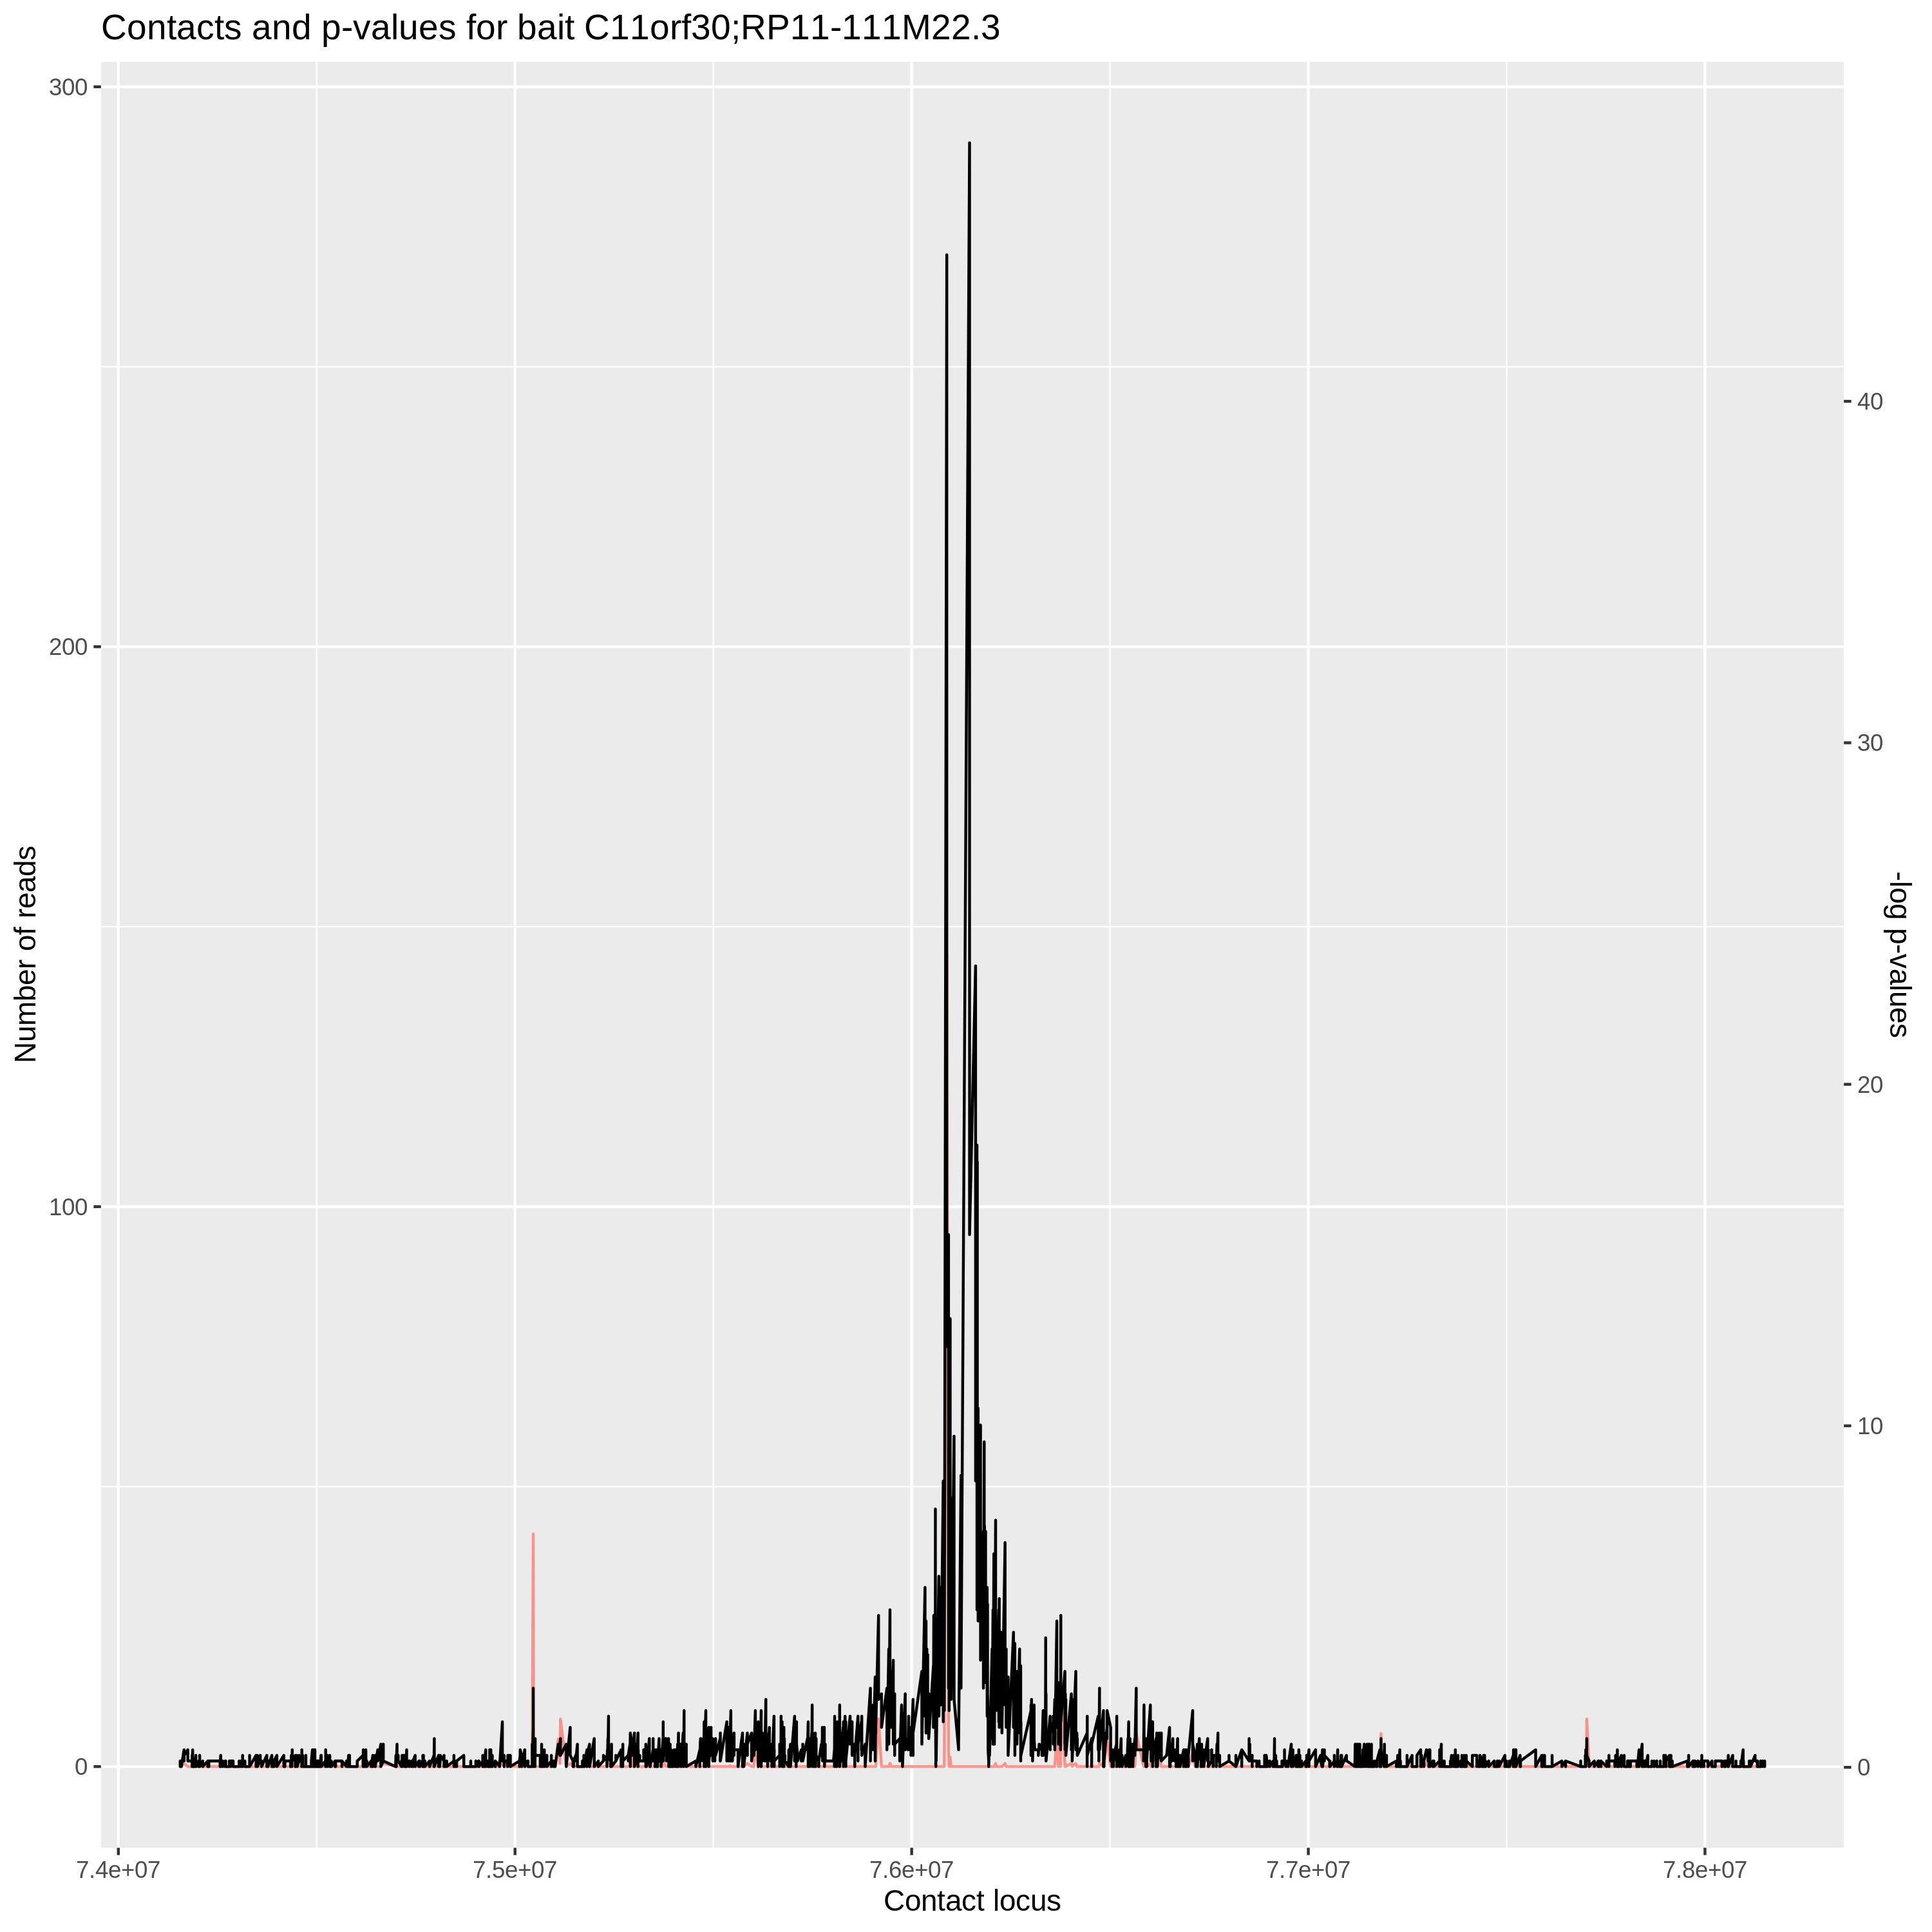 Contacts and p-values for bait C11orf30;RP11-111M22.3
300
200
100
0
Number of reads
40
30
20
10
0
-log p-values
7.4e+07
7.5e+07
7.6e+07
7.7e+07
7.8e+07
Contact locus